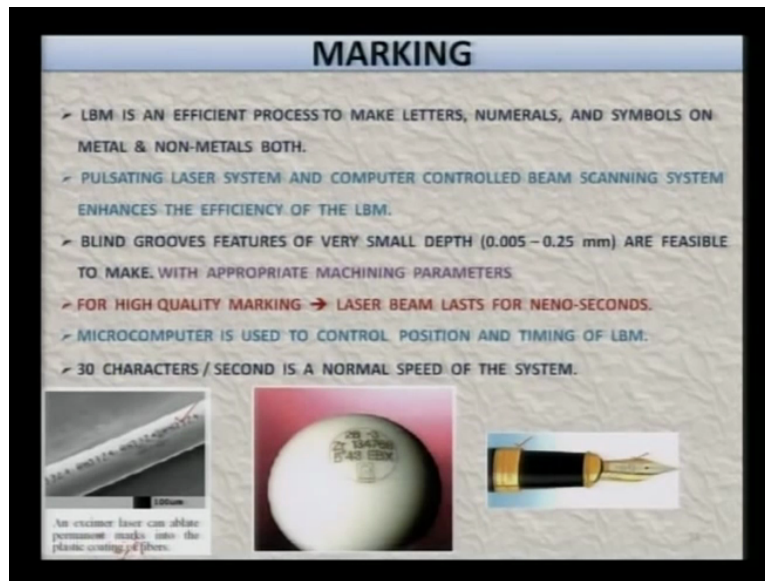 MARKING
➢ LBM IS AN EFFICIENT PROCESS TO MAKE LETTERS, NUMERALS, AND SYMBOLS ON
METAL & NON-METALS BOTH.
➢ PULSATING LASER SYSTEM AND COMPUTER CONTROLLED BEAM SCANNING SYSTEM
ENHANCES THE EFFICIENCY OF THE LBM.
➢ BLIND GROOVES FEATURES OF VERY SMALL DEPTH (0.005 – 0.25 mm) ARE FEASIBLE
TO MAKE. WITH APPROPRIATE MACHINING PARAMETERS
➢ FOR HIGH QUALITY MARKING ➔ LASER BEAM LASTS FOR NENO-SECONDS.
➢ MICROCOMPUTER IS USED TO CONTROL POSITION AND TIMING OF LBM.
➢ 30 CHARACTERS / SECOND IS A NORMAL SPEED OF THE SYSTEM.
100µm
An excimer laser can ablate
permanent marks into the
plastic coating of fibers.
28 -3